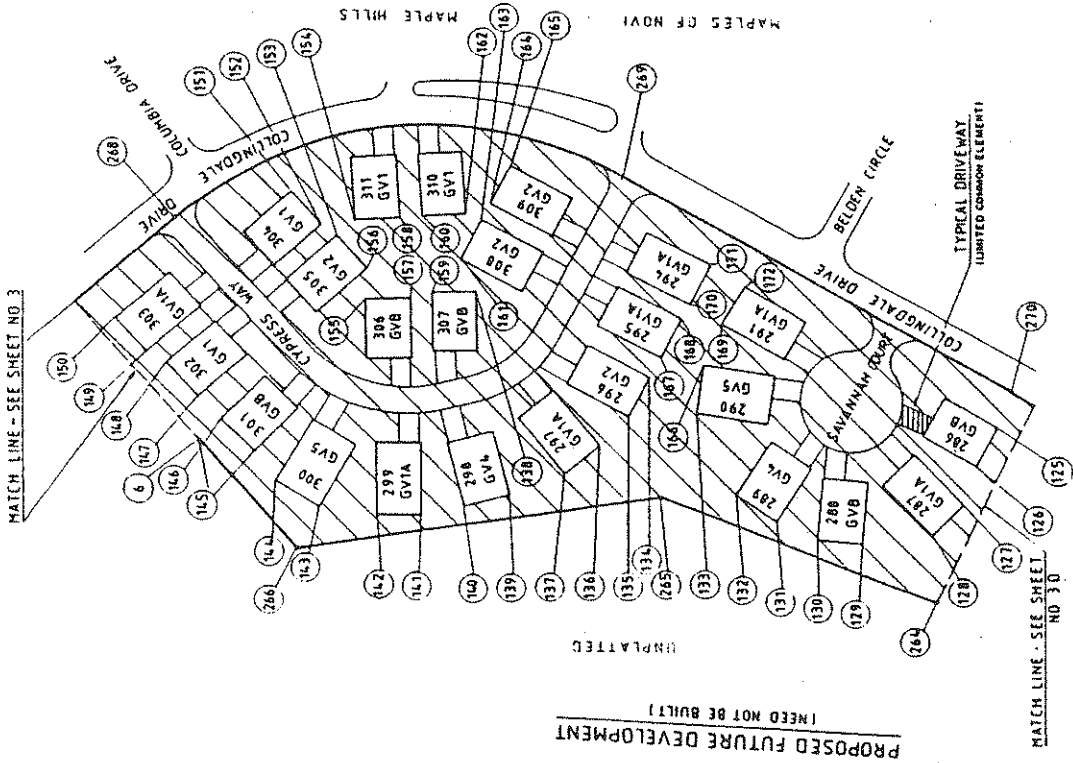 MATCH LINE - SEE SHEET NO. 3
MAPLE HILLS
MAPLES OF NOVI
COLUMBIA DRIVE
COLLINGDALE
DRIVE
CYPRESS WAY
268
151
152
153
154
162
163
164
165
269
150
149
148
147
6
146
145
144
266
143
142
141
140
139
137
136
135
134
265
133
132
131
130
129
264
128
127
126
125
270
155
156
157
158
159
160
161
138
166
167
168
169
170
171
172
303
GV1A
302
GV1
301
GVB
300
GV5
299
GV1A
298
GV4
297
GV1A
296
GV2
295
GV1A
294
GV1A
304
GV1
305
GV2
306
GVB
307
GVB
311
GV1
310
GV1
309
GV2
308
GV2
291
GV1A
290
GV5
289
GV4
288
GVB
287
GV1A
286
GVB
SAVANNAH COURT
COLLINGDALE DRIVE
BELDEN CIRCLE
TYPICAL DRIVEWAY
(LIMITED COMMON ELEMENT)
UNPLATTED
PROPOSED FUTURE DEVELOPMENT
(NEED NOT BE BUILT)
MATCH LINE - SEE SHEET
NO 30